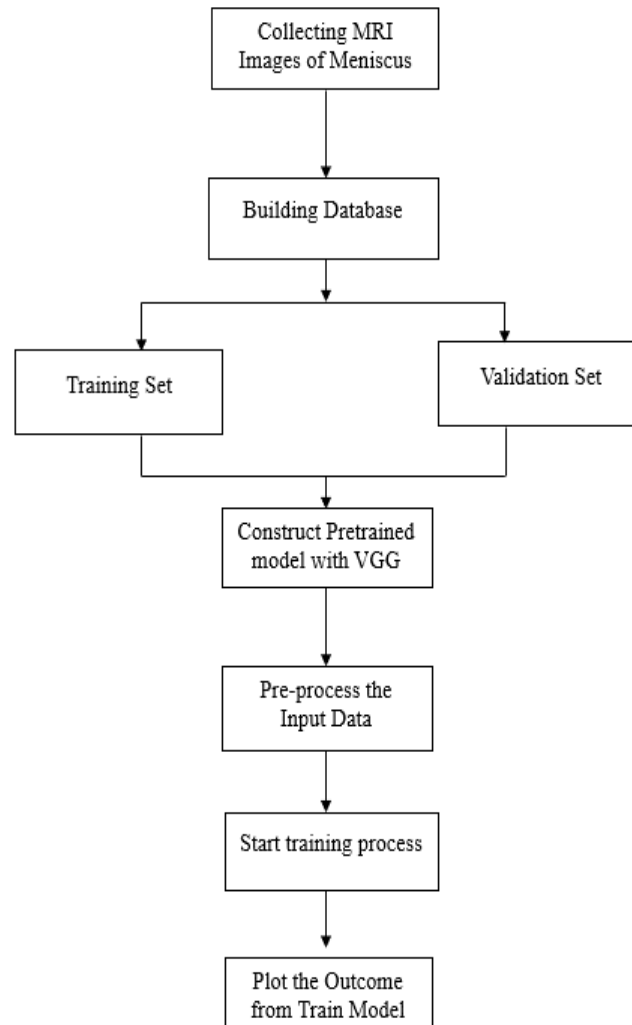 Collecting MRI
Images of Meniscus
Building Database
Training Set
Validation Set
Construct Pretrained
model with VGG
Pre-process the
Input Data
Start training process
Plot the Outcome
from Train Model